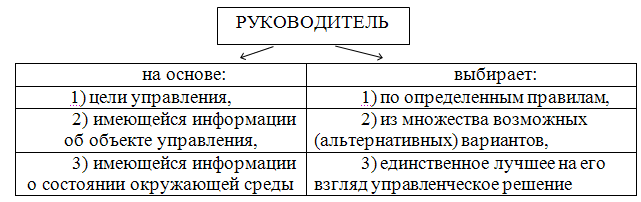 РУКОВОДИТЕЛЬ
на основе:
выбирает:
1) цели управления,
1) по определенным правилам,
2) имеющейся информации
об объекте управления,
2) из множества возможных
(альтернативных) вариантов,
3) имеющейся информации
о состоянии окружающей среды
3) единственное лучшее на его
взгляд управленческое решение